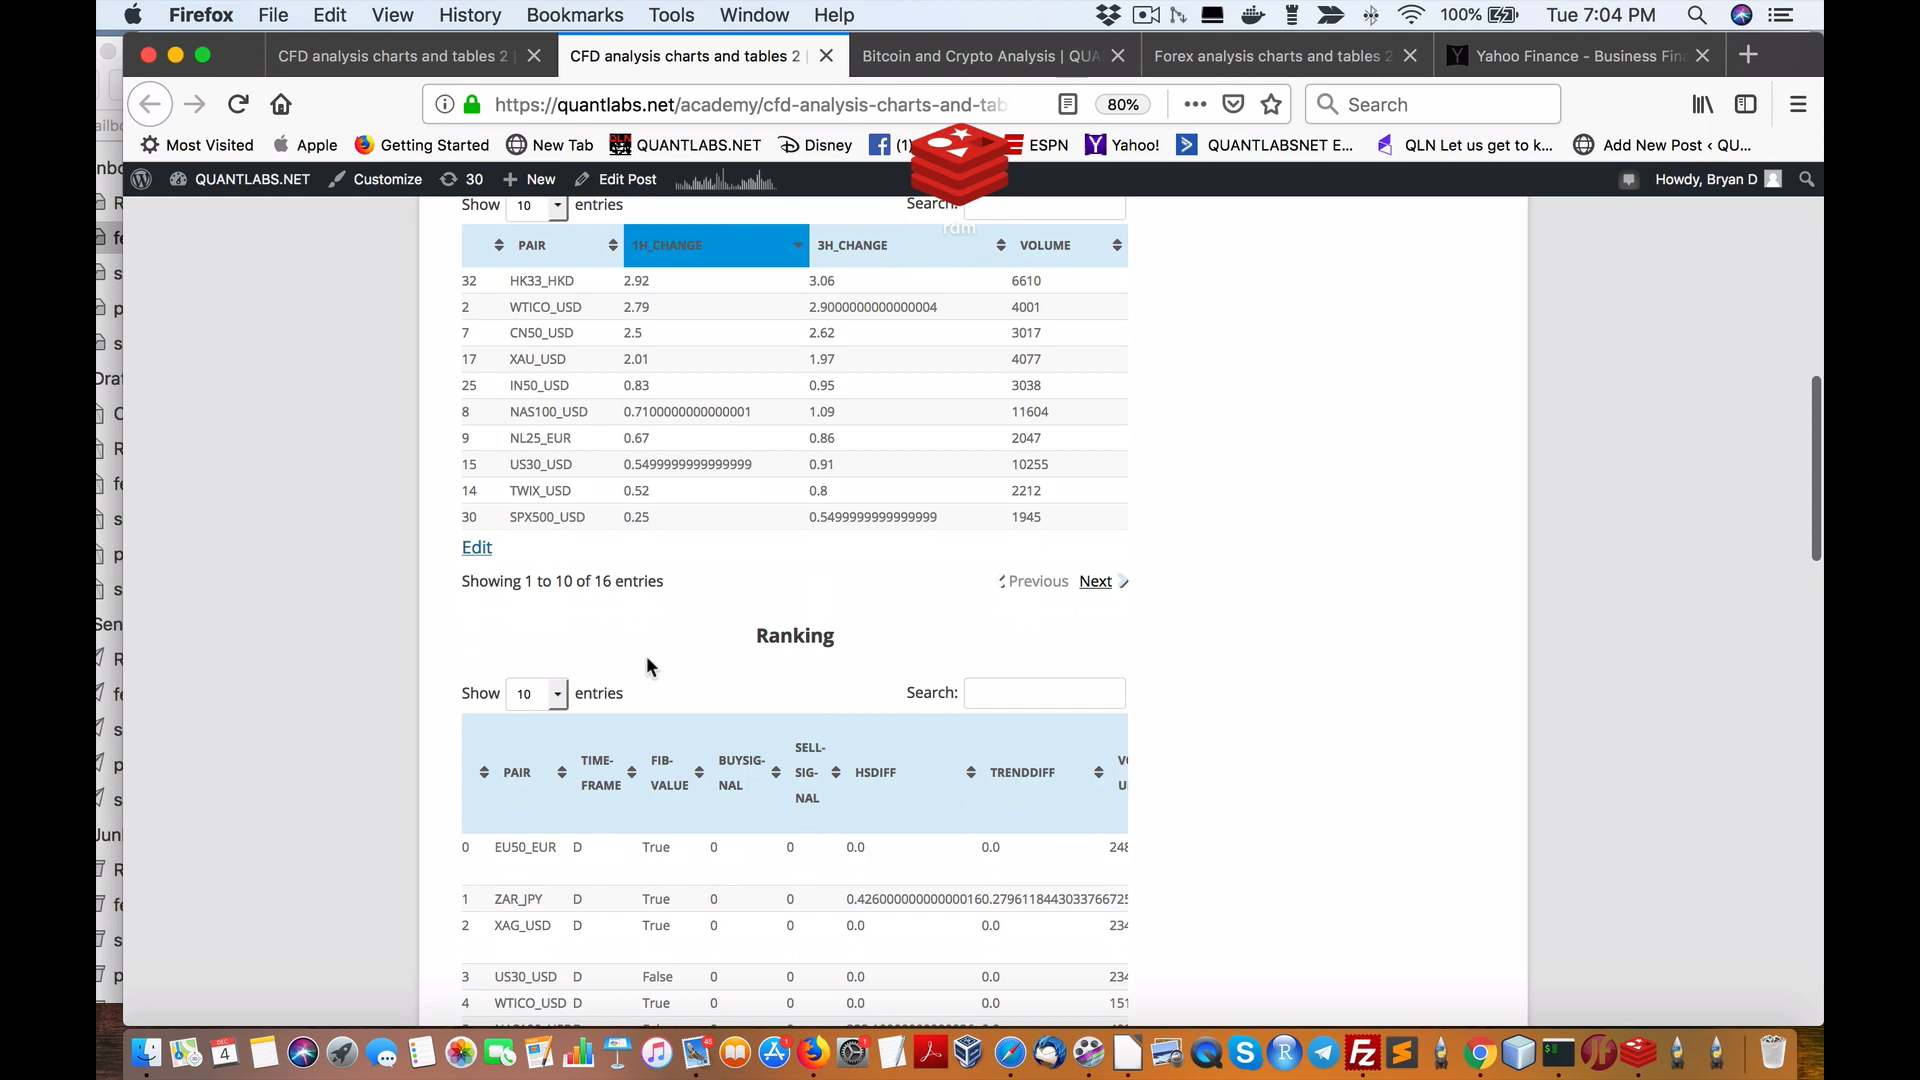 Firefox File Edit View History Bookmarks Tools Window Help 100% Tue 7:04 PM
CFD analysis charts and tables 2 | CFD analysis charts and tables 2 | Bitcoin and Crypto Analysis | QUA Forex analysis charts and tables 2 Yahoo Finance - Business Fin
https://quantlabs.net/academy/cfd-analysis-charts-and-tab 80% Search
Most Visited Apple Getting Started New Tab QUANTLABS.NET Disney (1) ESPN Yahoo! QUANTLABSNET E... QLN Let us get to k... Add New Post ‹ QU...
QUANTLABS.NET Customize 30 New Edit Post Howdy, Bryan D
Show 10 entries Search:
rdm
PAIR 1H_CHANGE 3H_CHANGE VOLUME
32 HK33_HKD 2.92 3.06 6610
2 WTICO_USD 2.79 2.9000000000000004 4001
7 CN50_USD 2.5 2.62 3017
17 XAU_USD 2.01 1.97 4077
25 IN50_USD 0.83 0.95 3038
8 NAS100_USD 0.7100000000000001 1.09 11604
9 NL25_EUR 0.67 0.86 2047
15 US30_USD 0.5499999999999999 0.91 10255
14 TWIX_USD 0.52 0.8 2212
30 SPX500_USD 0.25 0.5499999999999999 1945
Edit
Showing 1 to 10 of 16 entries Previous Next
Ranking
Show 10 entries Search:
PAIR TIME-FRAME FIB-VALUE BUYSIG-NAL SELL-SIG-NAL HSDIFF TRENDDIFF
0 EU50_EUR D True 0 0 0.0 0.0 248
1 ZAR_JPY D True 0 0 0.42600000000000016 0.27961184430337667 25
2 XAG_USD D True 0 0 0.0 0.0 234
3 US30_USD D False 0 0 0.0 0.0 234
4 WTICO_USD D True 0 0 0.0 0.0 151